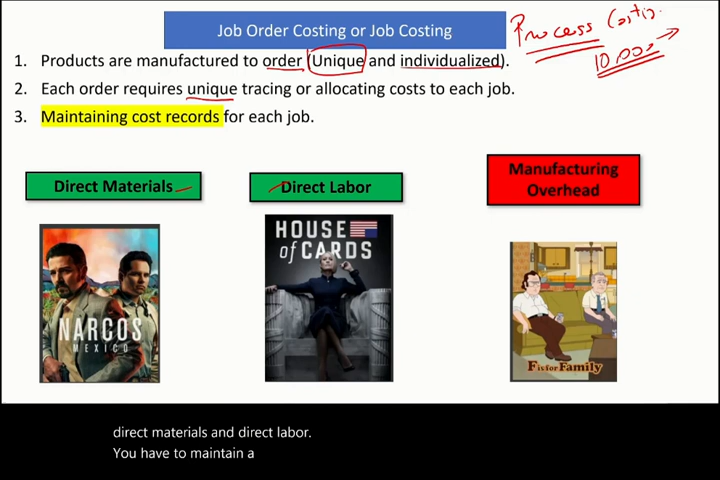 Job Order Costing or Job Costing
Process Costing
10,000
1. Products are manufactured to order (Unique and individualized).
2. Each order requires unique tracing or allocating costs to each job.
3. Maintaining cost records for each job.
Direct Materials
Direct Labor
Manufacturing
Overhead
NARCOS
MEXICO
HOUSE
of CARDS
F is for Family
direct materials and direct labor.
You have to maintain a